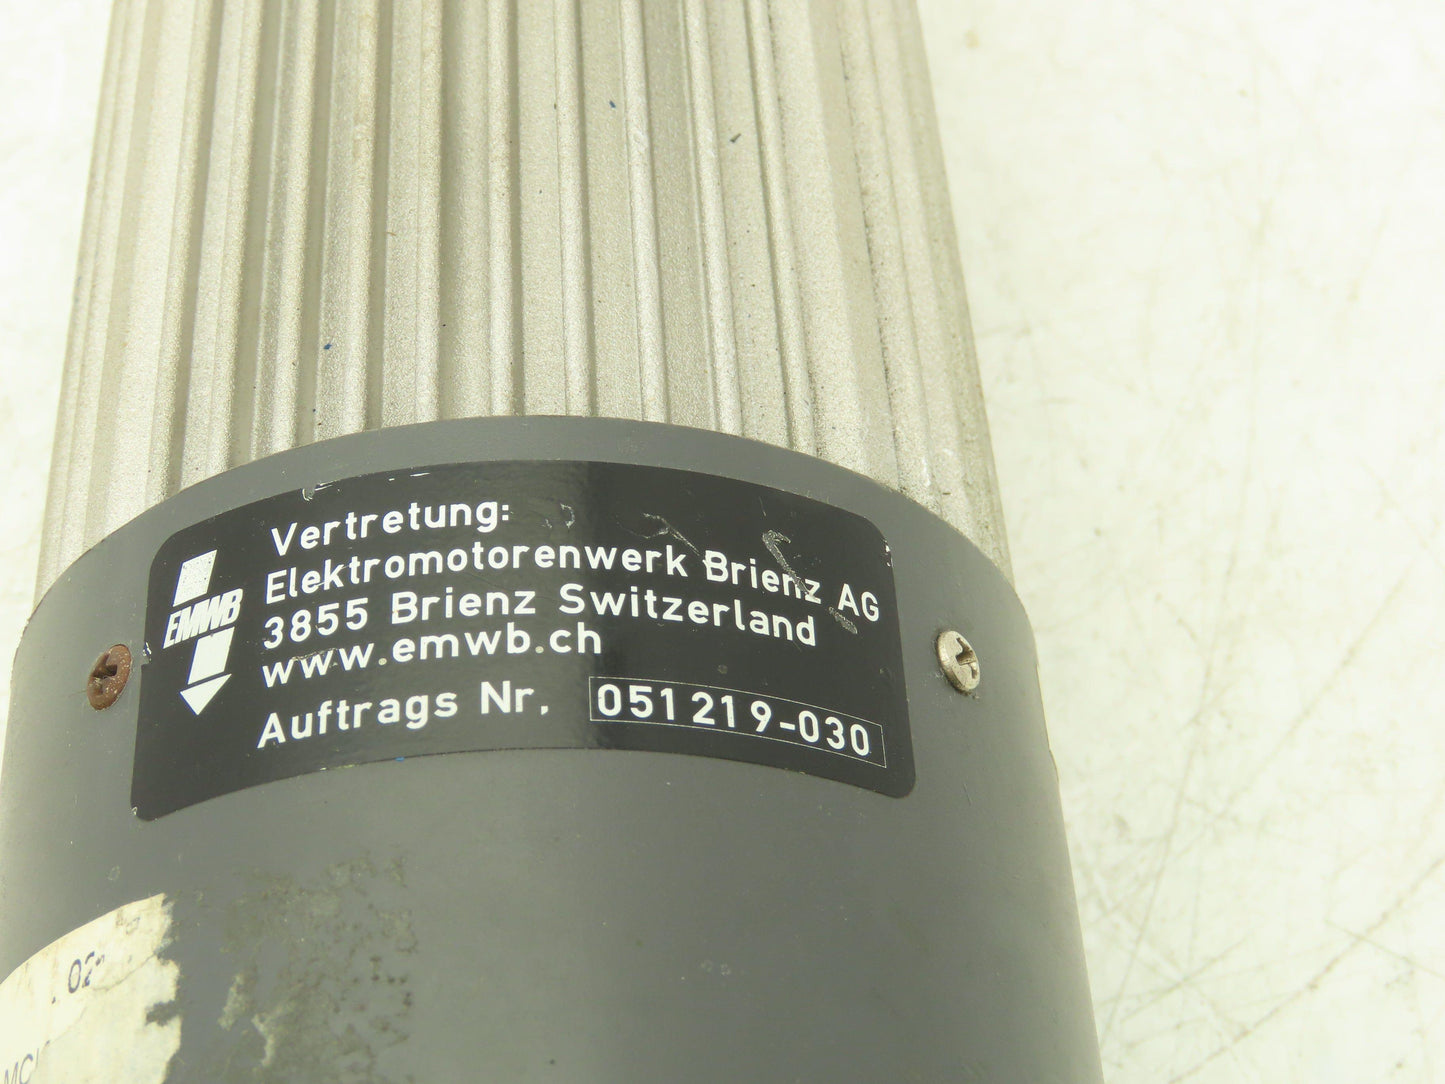 Vertretung:
Elektromotorenwerk Brienz AG
3855 Brienz Switzerland
www.emwb.ch
Auftrags Nr. 051219-030
EMWB